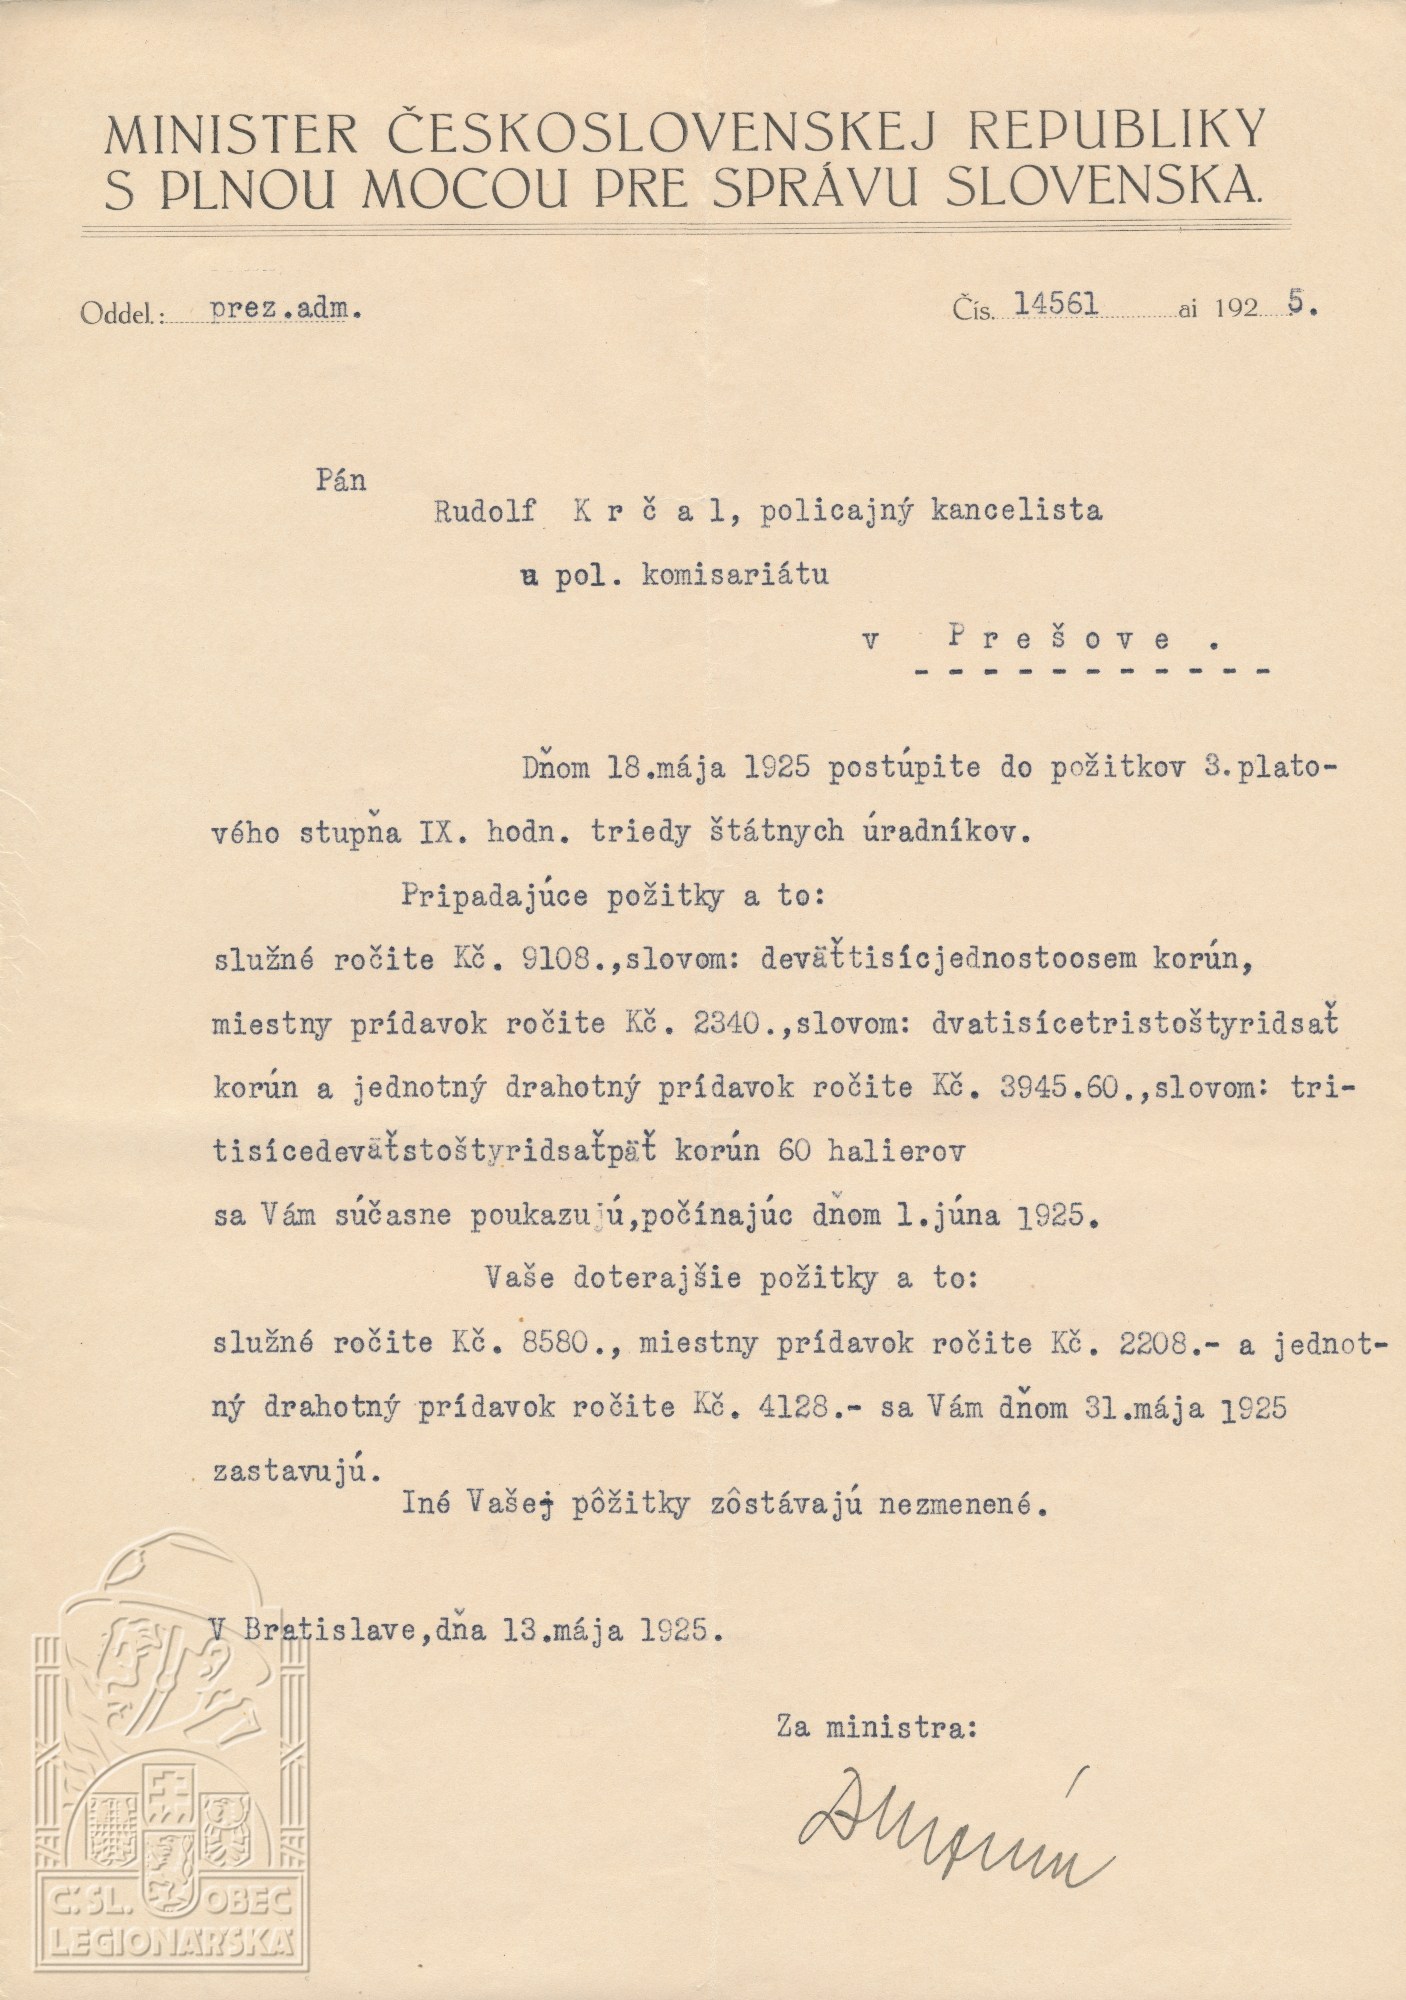 MINISTER ČESKOSLOVENSKEJ REPUBLIKY
S PLNOU MOCOU PRE SPRÁVU SLOVENSKA.
Oddel.: prez.adm. Čís. 14561 ai 1925.
Pán
Rudolf K r č a l, policajný kancelista
u pol. komisariátu
v P r e š o v e .
- - - - - - - - - - -
Dňom 18.mája 1925 postúpite do požitkov 3.plato-
vého stupňa IX. hodn. triedy štátnych úradníkov.
Pripadajúce požitky a to:
služné ročite Kč. 9108.,slovom: deväťtisícjednostoosem korún,
miestny prídavok ročite Kč. 2340.,slovom: dvatisícetristoštyridsať
korún a jednotný drahotný prídavok ročite Kč. 3945.60.,slovom: tri-
tisícedeväťstoštyridsaťpäť korún 60 halierov
sa Vám súčasne poukazujú,počínajúc dňom 1.júna 1925.
Vaše doterajšie požitky a to:
služné ročite Kč. 8580., miestny prídavok ročite Kč. 2208.- a jednot-
ný drahotný prídavok ročite Kč. 4128.- sa Vám dňom 31.mája 1925
zastavujú.
Iné Vašej pôžitky zôstávajú nezmenené.
V Bratislave,dňa 13.mája 1925.
Za ministra:
Č.SL. OBEC
LEGIONÁŘSKÁ